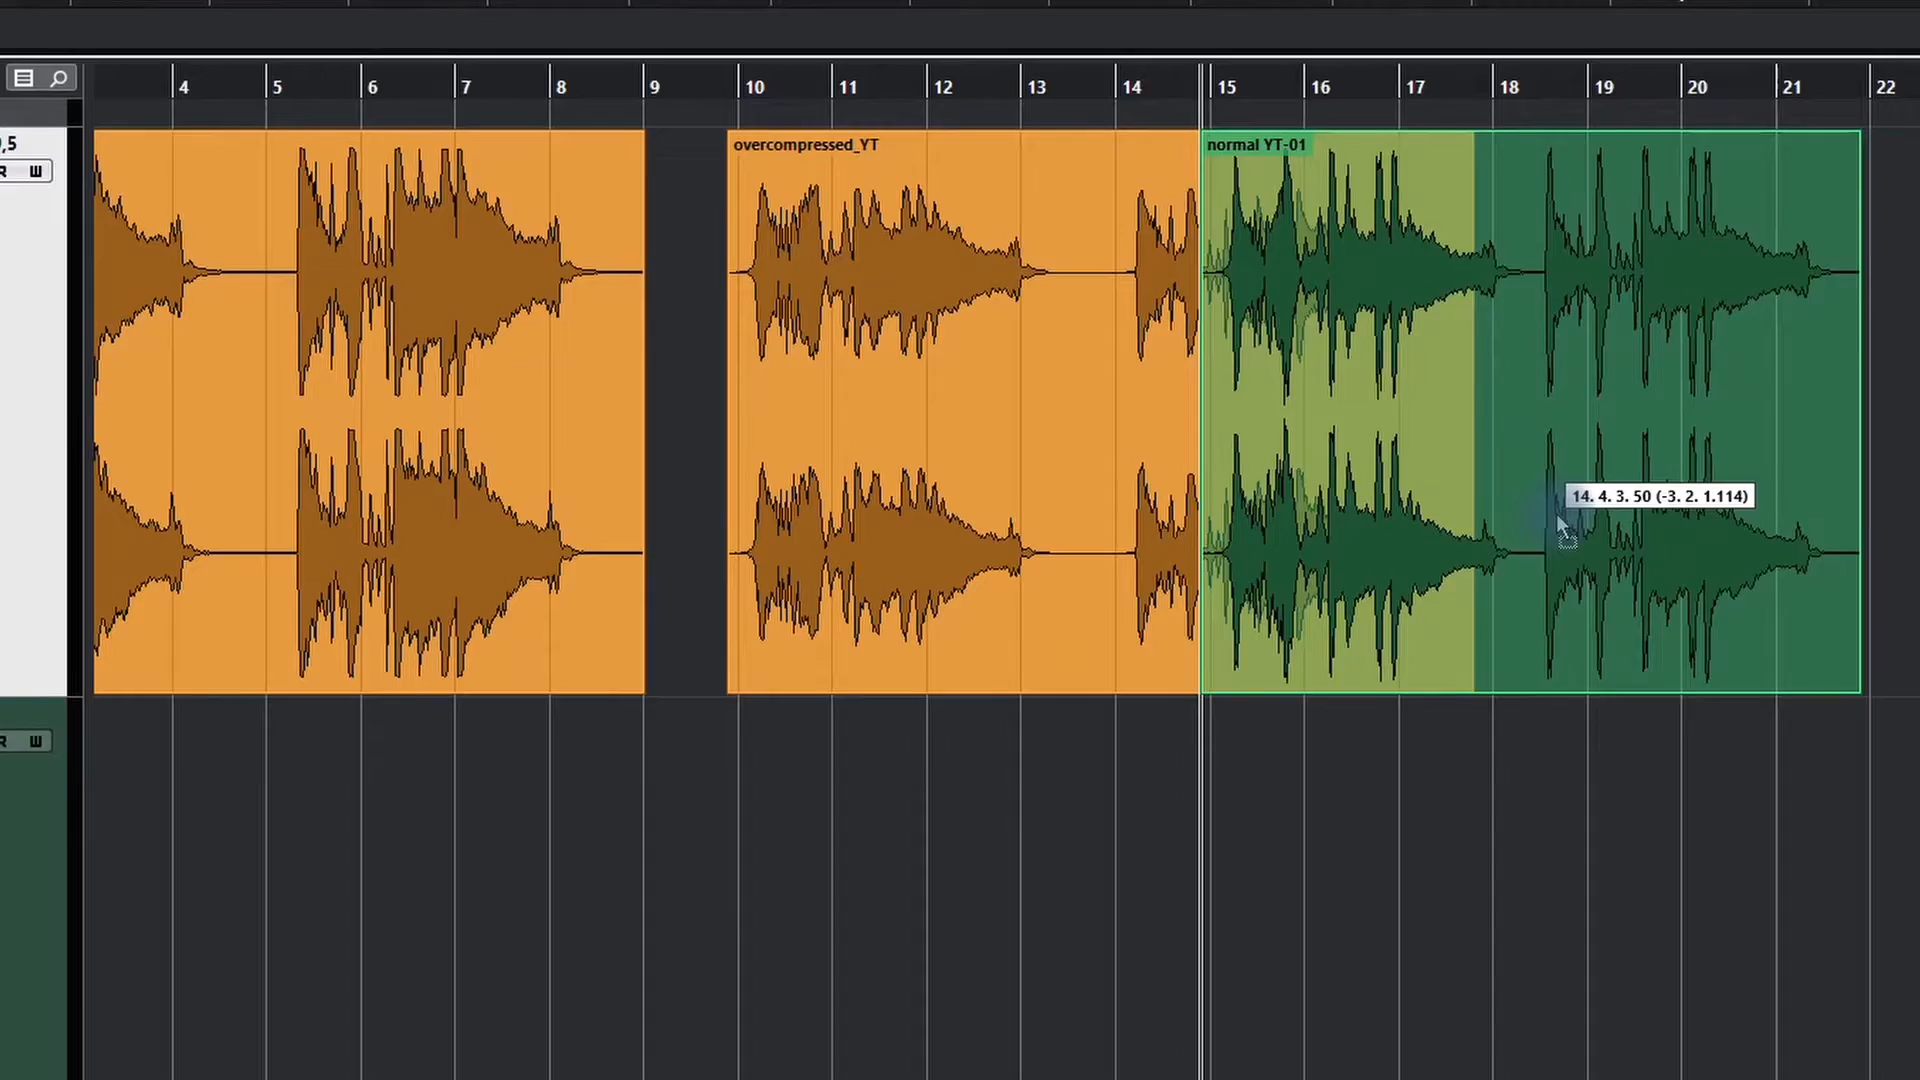 4 5 6 7 8 9 10 11 12 13 14 15 16 17 18 19 20 21 22
,5
overcompressed_YT
normal YT-01
R W
14. 4. 3. 50 (-3. 2. 1.114)
R W